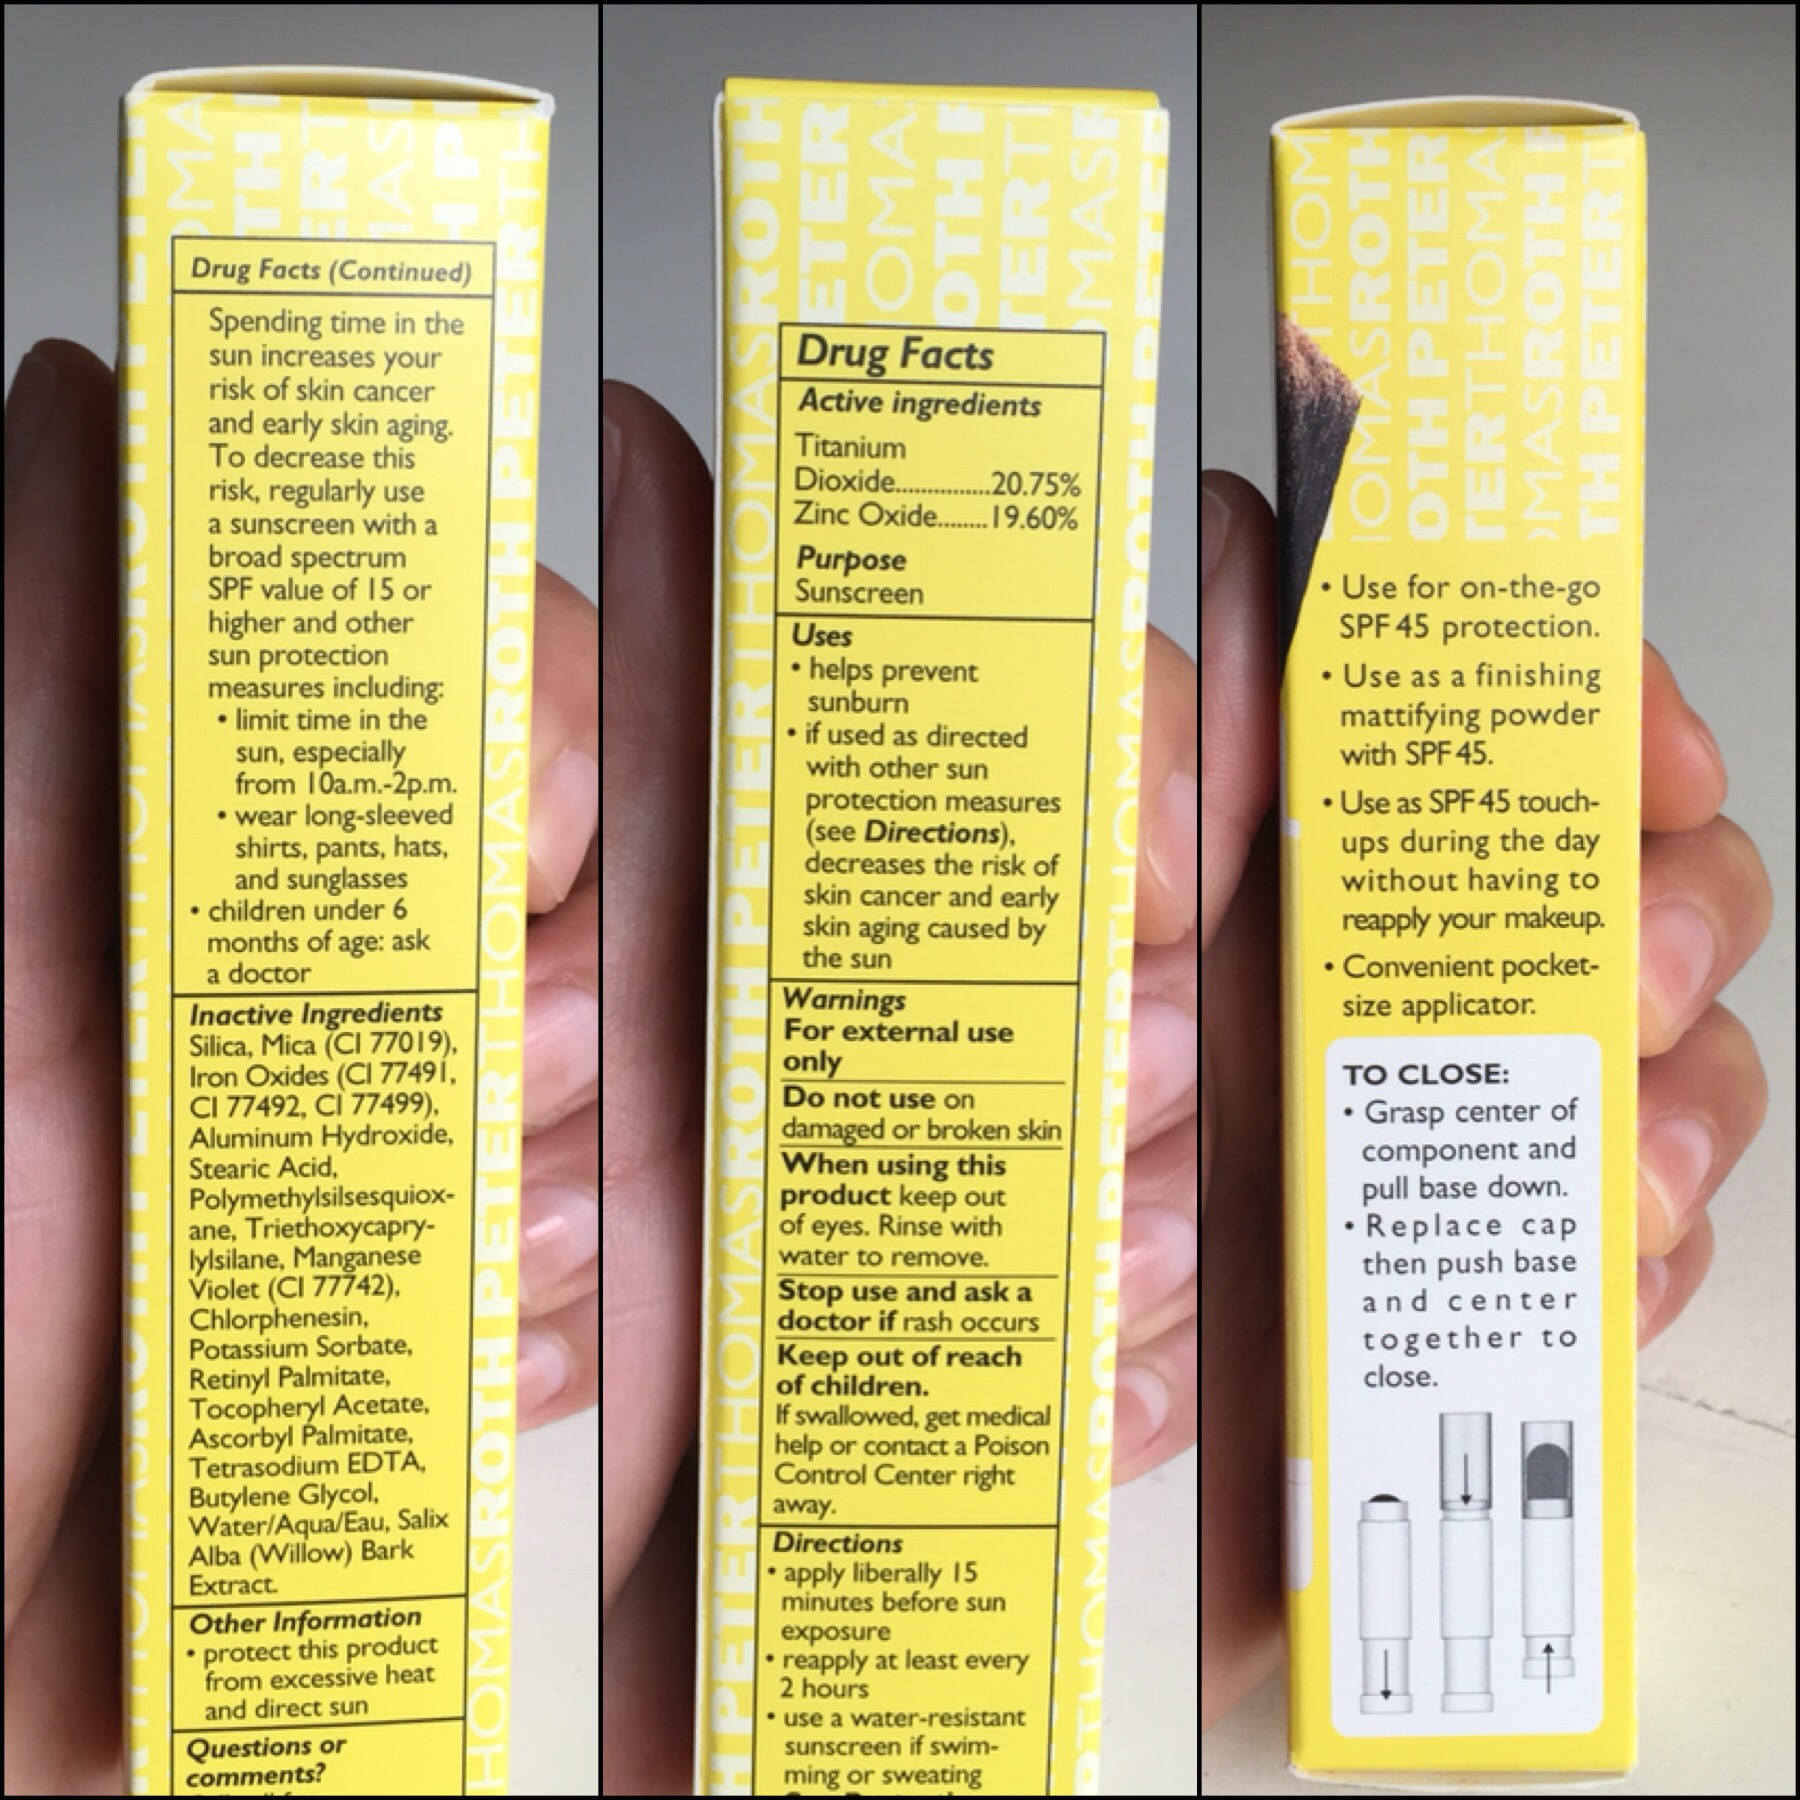 Drug Facts (Continued)
Spending time in the
sun increases your
risk of skin cancer
and early skin aging.
To decrease this
risk, regularly use
a sunscreen with a
broad spectrum
SPF value of 15 or
higher and other
sun protection
measures including:
• limit time in the
sun, especially
from 10a.m.-2p.m.
• wear long-sleeved
shirts, pants, hats,
and sunglasses
• children under 6
months of age: ask
a doctor
Inactive Ingredients
Silica, Mica (CI 77019),
Iron Oxides (CI 77491,
CI 77492, CI 77499),
Aluminum Hydroxide,
Stearic Acid,
Polymethylsilsesquiox-
ane, Triethoxycapry-
lylsilane, Manganese
Violet (CI 77742),
Chlorphenesin,
Potassium Sorbate,
Retinyl Palmitate,
Tocopheryl Acetate,
Ascorbyl Palmitate,
Tetrasodium EDTA,
Butylene Glycol,
Water/Aqua/Eau, Salix
Alba (Willow) Bark
Extract.
Other Information
• protect this product
from excessive heat
and direct sun
Questions or
comments?
Drug Facts
Active ingredients
Titanium
Dioxide................20.75%
Zinc Oxide........19.60%
Purpose
Sunscreen
Uses
• helps prevent
sunburn
• if used as directed
with other sun
protection measures
(see Directions),
decreases the risk of
skin cancer and early
skin aging caused by
the sun
Warnings
For external use
only
Do not use on
damaged or broken skin
When using this
product keep out
of eyes. Rinse with
water to remove.
Stop use and ask a
doctor if rash occurs
Keep out of reach
of children.
If swallowed, get medical
help or contact a Poison
Control Center right
away.
Directions
• apply liberally 15
minutes before sun
exposure
• reapply at least every
2 hours
• use a water-resistant
sunscreen if swim-
ming or sweating
• Use for on-the-go
SPF 45 protection.
• Use as a finishing
mattifying powder
with SPF 45.
• Use as SPF 45 touch-
ups during the day
without having to
reapply your makeup.
• Convenient pocket-
size applicator.
TO CLOSE:
• Grasp center of
component and
pull base down.
• Replace cap
then push base
and center
together to
close.
PETER THOMAS ROTH